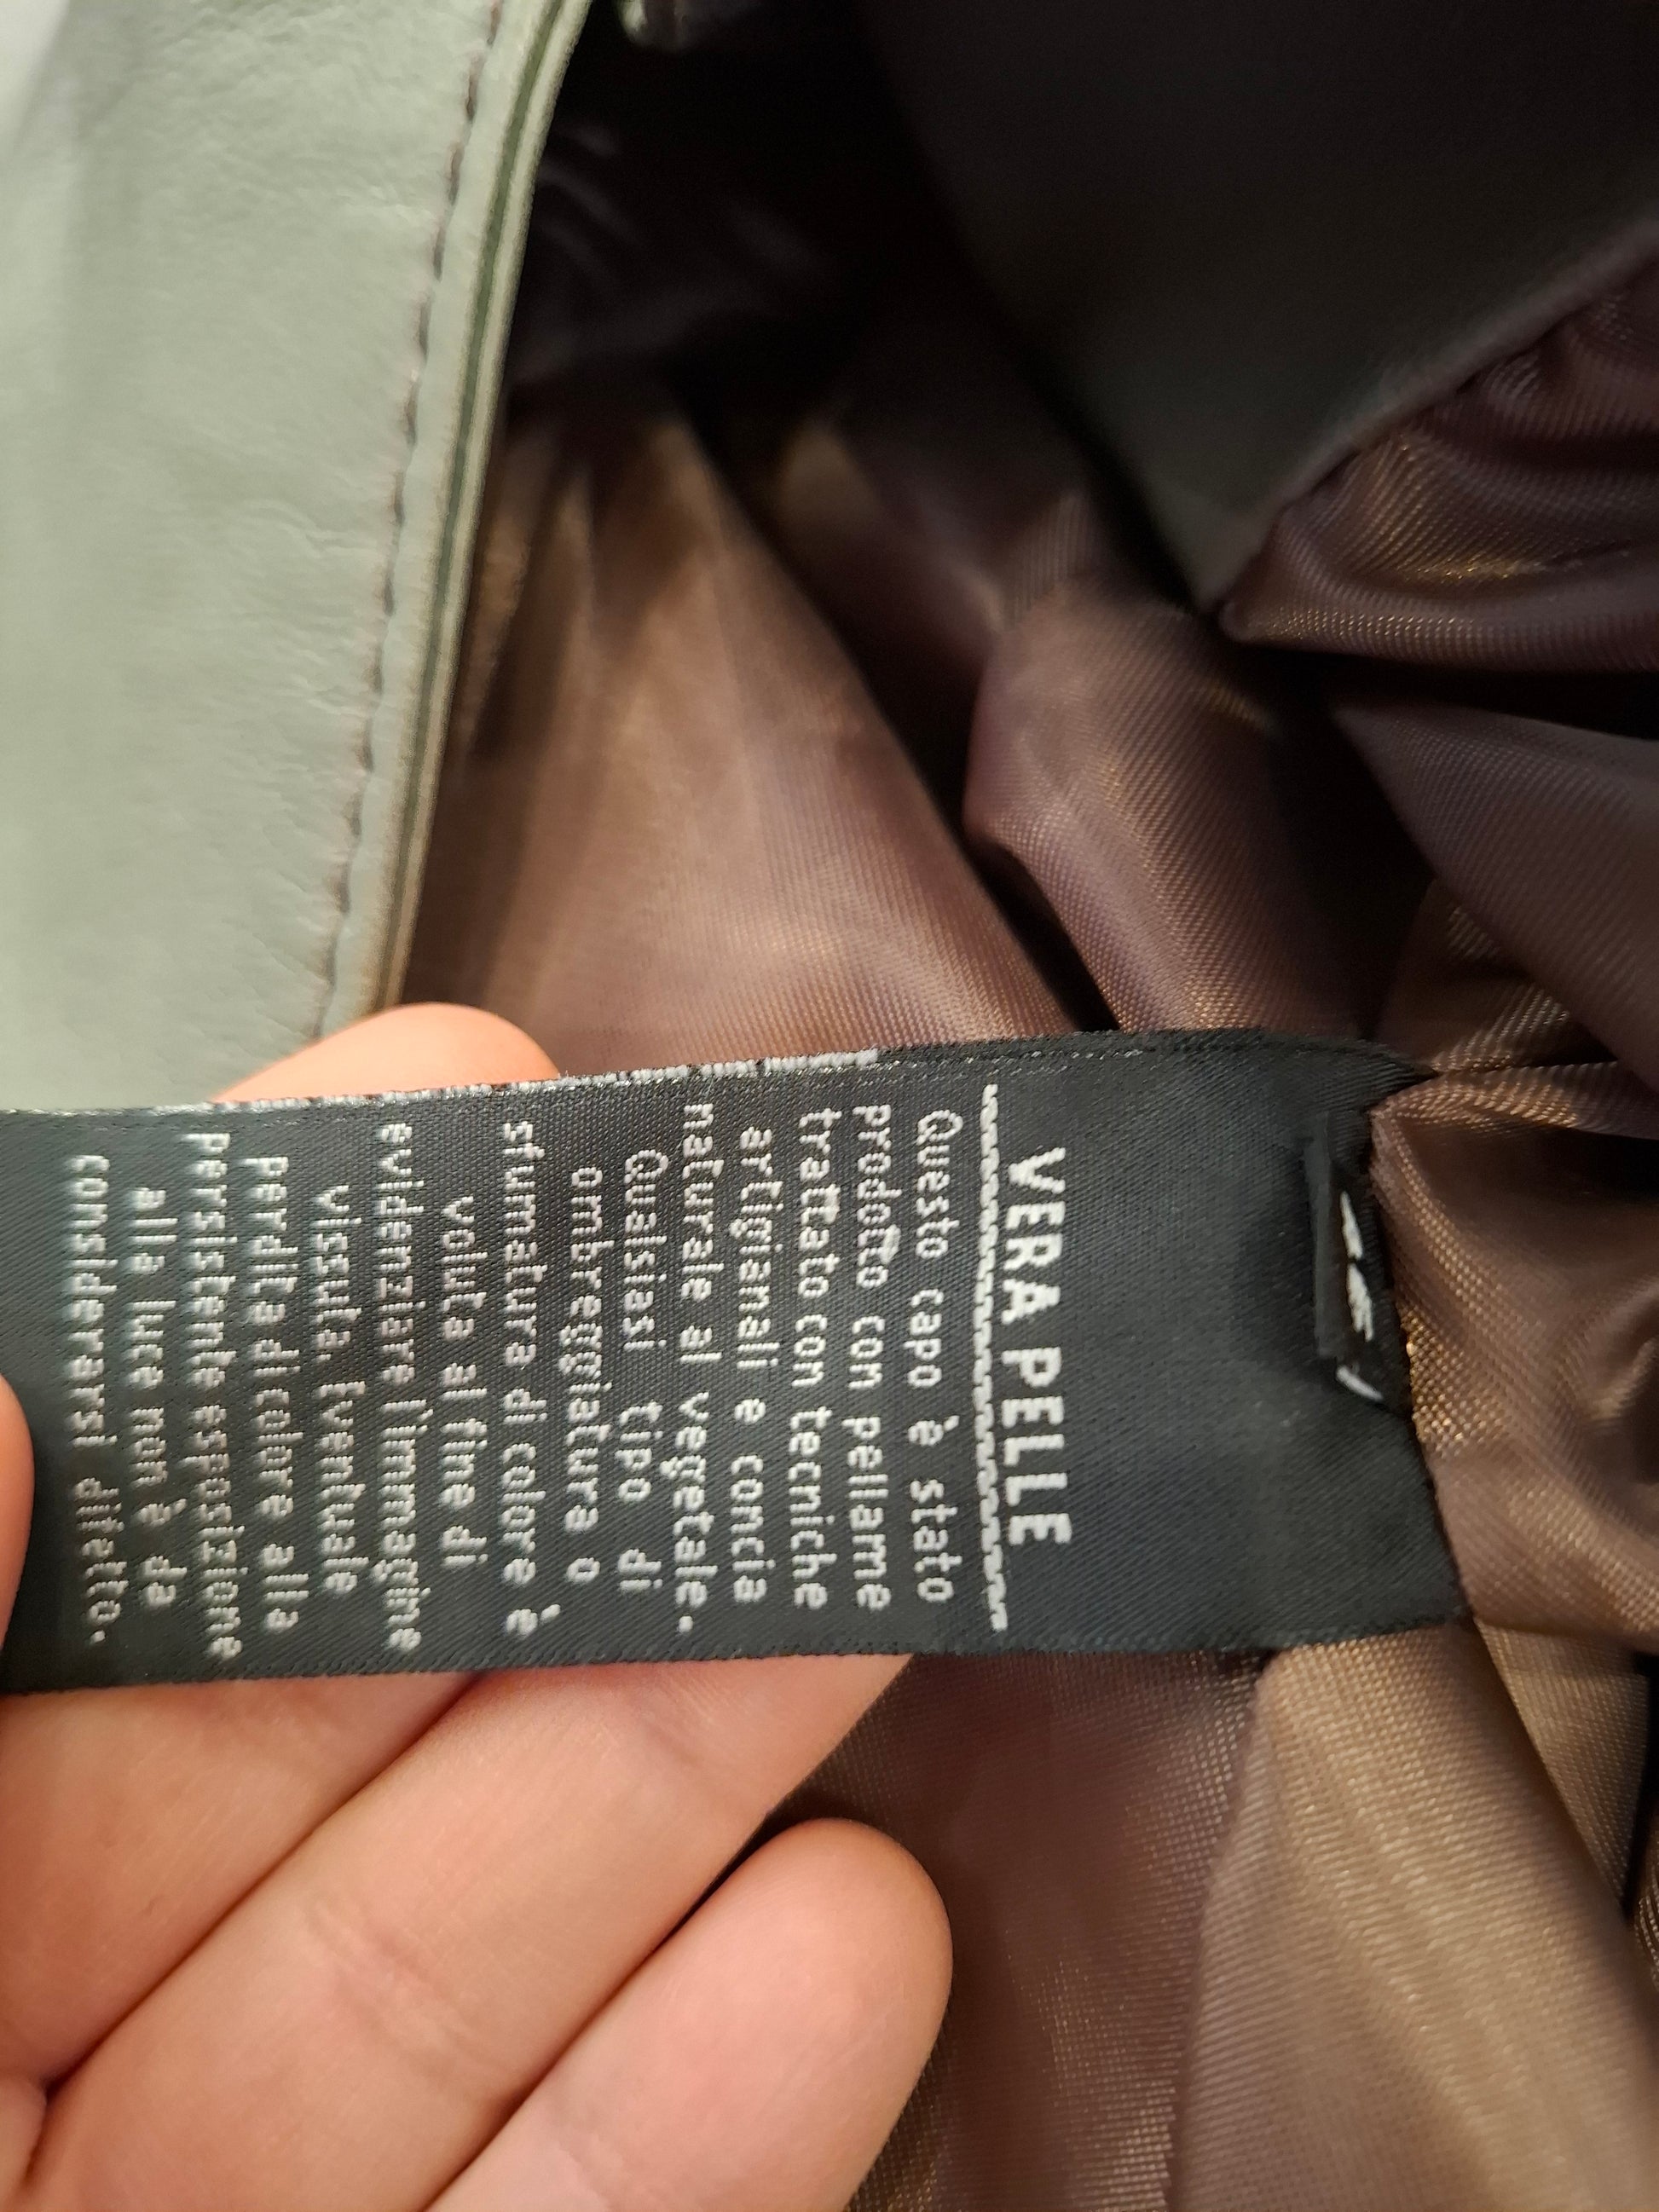 VERA PELLE
Questo capo è stato
prodotto con pellame
trattato con tecniche
artigianali e concia
naturale al vegetale.
Qualsiasi tipo di
ombreggiatura o
sfumatura di colore è
voluta al fine di
evidenziare l'immagine
vissuta. Eventuale
perdita di colore alla
persistente esposizione
alla luce non è da
considerarsi difetto.